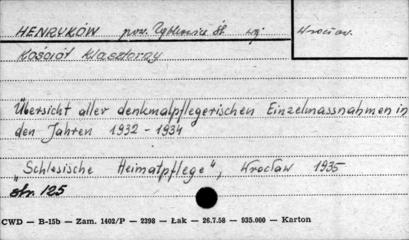 HENRYKÓW pow. Ząbkowice Śl. woj. Wrocław.
Kościół Klasztorny
Übersicht aller denkmalpflegerischen Einzelmassnahmen in
den Jahren 1932 - 1934
„Schlesische Heimatpflege", Wrocław 1935
str. 125
CWD — B-15b — Zam. 1402/P — 2398 — Łak — 26.7.58 — 935.000 — Karton